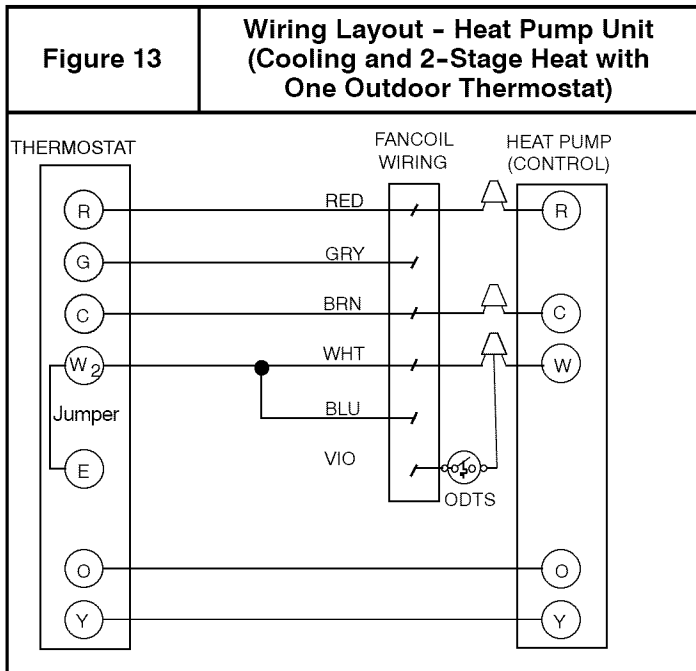 Figure 13
Wiring Layout – Heat Pump Unit
(Cooling and 2–Stage Heat with
One Outdoor Thermostat)
THERMOSTAT
FANCOIL
WIRING
HEAT PUMP
(CONTROL)
R RED R
G GRY
C BRN C
W2 WHT W
Jumper BLU
E VIO
ODTS
O O
Y Y